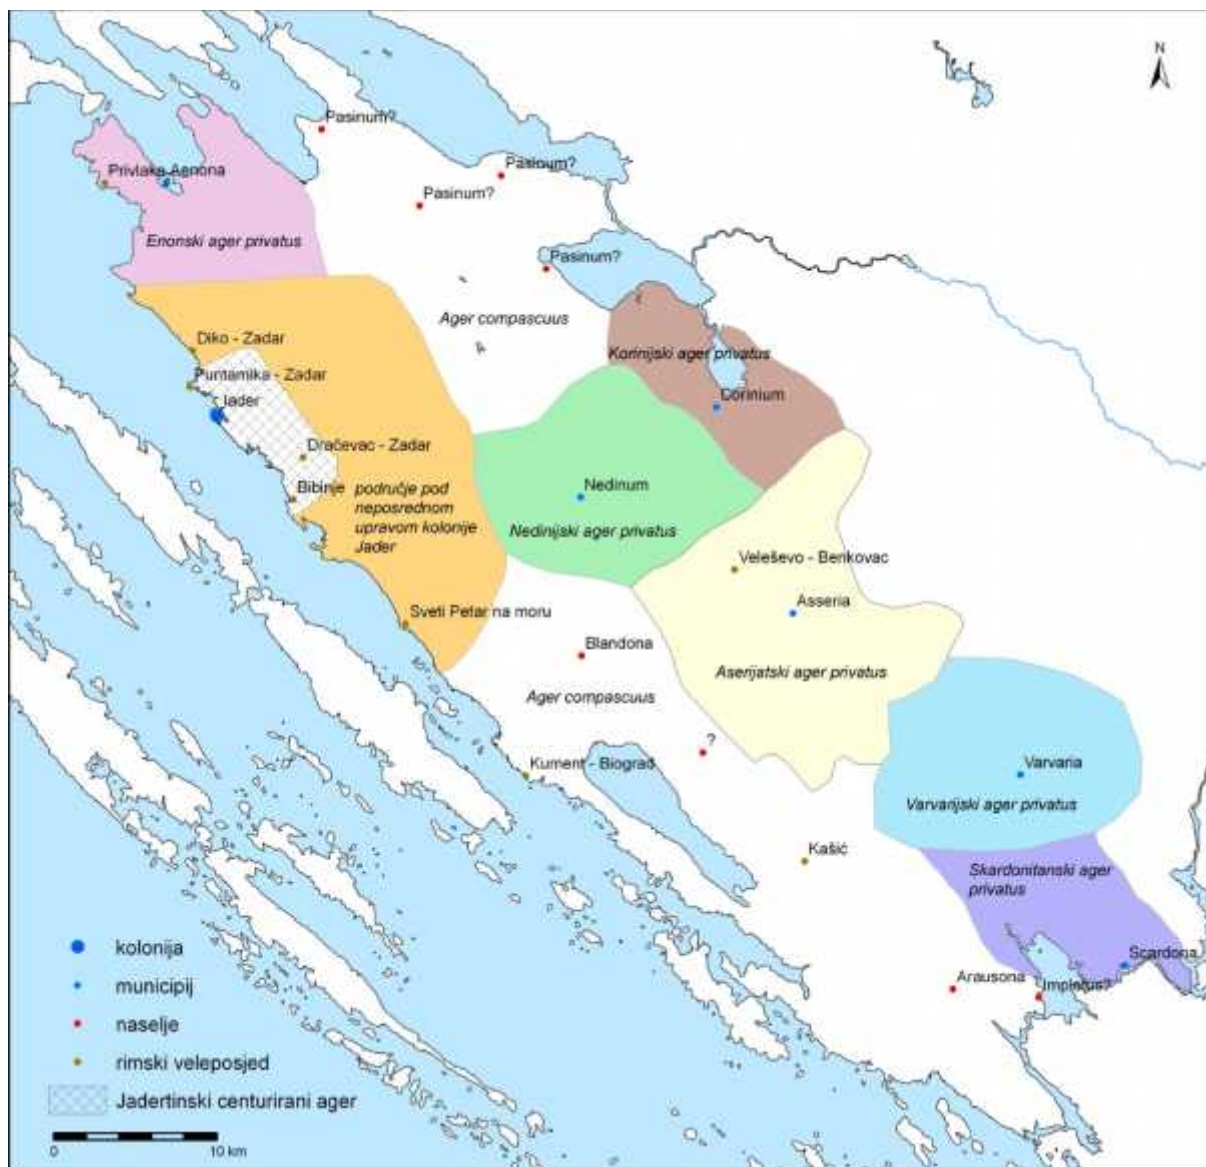 N
Pasinum?
Pasinum?
Privlaka Aenona
Pasinum?
Enonski ager privatus
Pasinum?
Ager compascuus
Diko - Zadar
Korinijski ager privatus
Puntamika - Zadar
Iader
Corinium
Dračevac - Zadar
Bibinje
područje pod
neposrednom
upravom kolonije
Jader
Nedinum
Nedinijski ager privatus
Veleševo - Benkovac
Asseria
Sveti Petar na moru
Blandona
Aserijatski ager privatus
Ager compascuus
?
Kument - Biograd
Varvaria
Varvarijski ager privatus
Kašić
Skardonitanski ager
privatus
Scardona
Arausona
Impletus?
kolonija
municipij
naselje
rimski veleposjed
Jadertinski centurirani ager
0 10 km